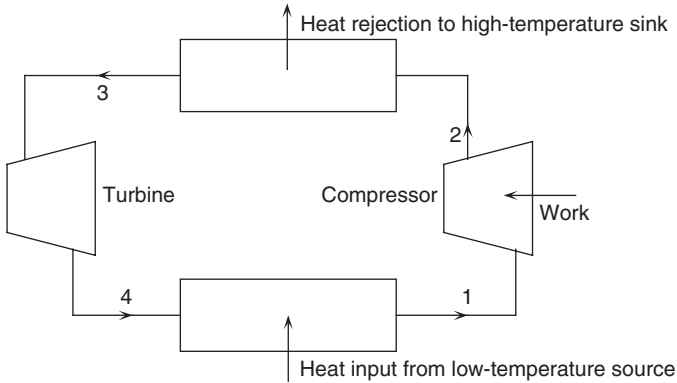 Heat rejection to high-temperature sink
3
2
Turbine
Compressor
Work
4
1
Heat input from low-temperature source